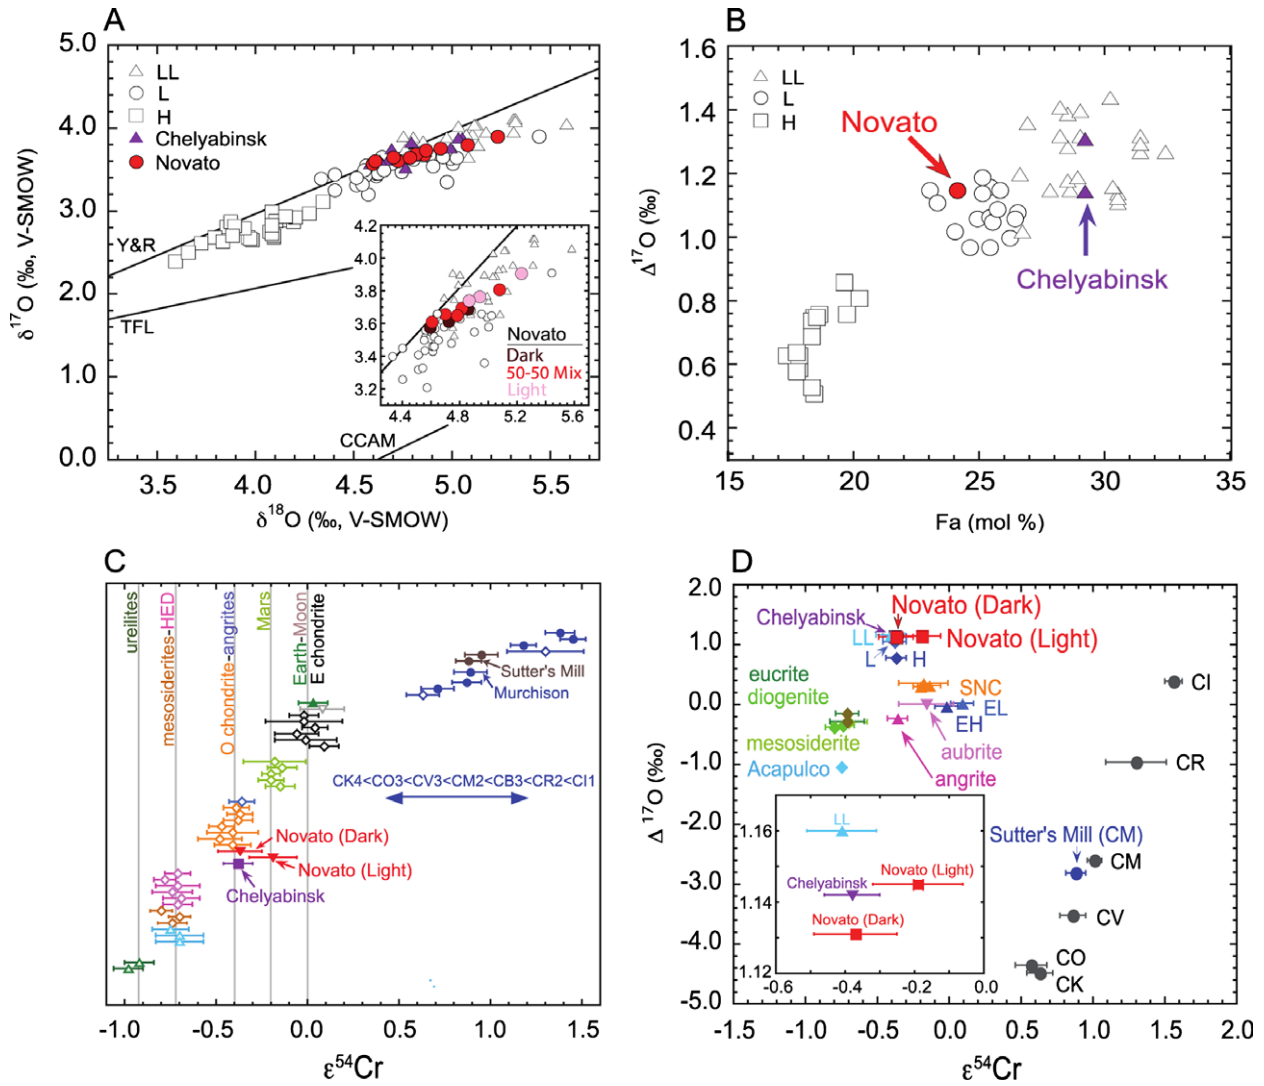 A
5.0
4.0
3.0
2.0
1.0
0.0
δ17O (‰, V-SMOW)
LL
L
H
Chelyabinsk
Novato
Y&R
TFL
CCAM
4.2
4.0
3.8
3.6
3.4
3.2
4.4
4.8
5.2
5.6
Novato
Dark
50-50 Mix
Light
3.5
4.0
4.5
5.0
5.5
δ18O (‰, V-SMOW)
B
1.6
1.4
1.2
1.0
0.8
0.6
0.4
Δ17O (‰)
LL
L
H
Novato
Chelyabinsk
15
20
25
30
35
Fa (mol %)
C
ureilites
mesosiderites-HED
O chondrite-angrites
Mars
Earth-Moon
E chondrite
Sutter's Mill
Murchison
CK4<CO3<CV3<CM2<CB3<CR2<CI1
Novato (Dark)
Novato (Light)
Chelyabinsk
-1.0
-0.5
0.0
0.5
1.0
1.5
ε54Cr
D
2.0
1.0
0.0
-1.0
-2.0
-3.0
-4.0
-5.0
Δ 17O (‰)
Chelyabinsk
Novato (Dark)
LL
Novato (Light)
L
H
eucrite
diogenite
SNC
CI
EL
EH
mesosiderite
aubrite
Acapulco
angrite
CR
1.16
1.14
1.12
LL
Novato (Light)
Chelyabinsk
Novato (Dark)
-0.6
-0.4
-0.2
0.0
Sutter's Mill (CM)
CM
CV
CO
CK
-1.5
-1.0
-0.5
0.0
0.5
1.0
1.5
2.0
ε54Cr